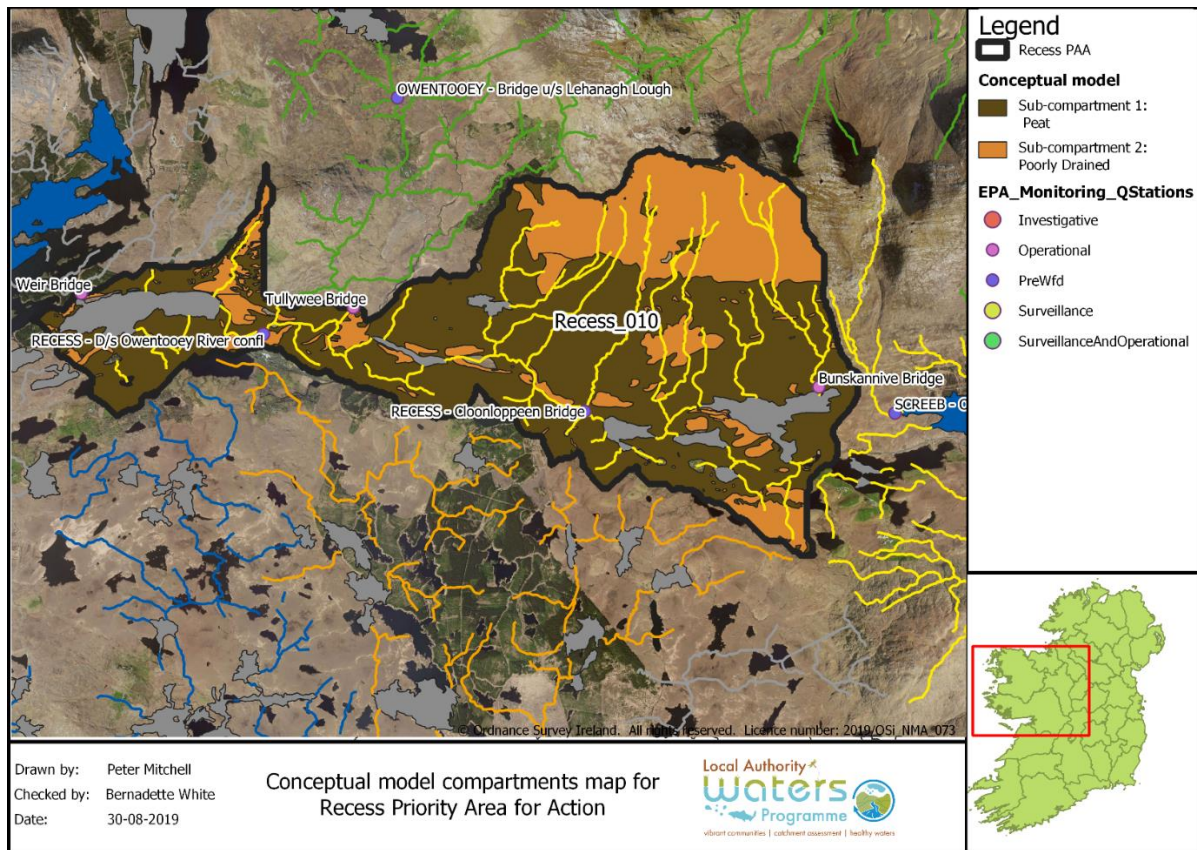 OWENTOOEY - Bridge u/s Lehanagh Lough
Weir Bridge
Tullywee Bridge
RECESS - D/s Owentooey River confl
Recess_010
Bunskannive Bridge
RECESS - Cloonloppeen Bridge
SCREEB - 
© Ordnance Survey Ireland. All rights reserved. Licence number: 2019/OSi_NMA_073
Legend
Recess PAA
Conceptual model
Sub-compartment 1:
Peat
Sub-compartment 2:
Poorly Drained
EPA_Monitoring_QStations
Investigative
Operational
PreWfd
Surveillance
SurveillanceAndOperational
Drawn by: Peter Mitchell
Checked by: Bernadette White
Date: 30-08-2019
Conceptual model compartments map for
Recess Priority Area for Action
Local Authority
Waters
Programme
vibrant communities | catchment assessment | healthy waters